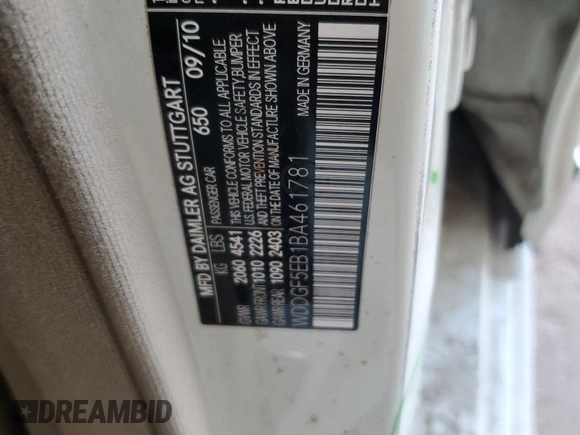 MFD BY DAIMLER AG STUTTGART
650 09/10
KG LBS PASSENGER CAR
GVWR 2060 4541 THIS VEHICLE CONFORMS TO ALL APPLICABLE
GAWR FRONT 1010 2226 U.S. FEDERAL MOTOR VEHICLE SAFETY, BUMPER
GAWR REAR 1090 2403 AND THEFT PREVENTION STANDARDS IN EFFECT
ON THE DATE OF MANUFACTURE SHOWN ABOVE
WDDGF5EB1BA461781 MADE IN GERMANY
DREAMBID